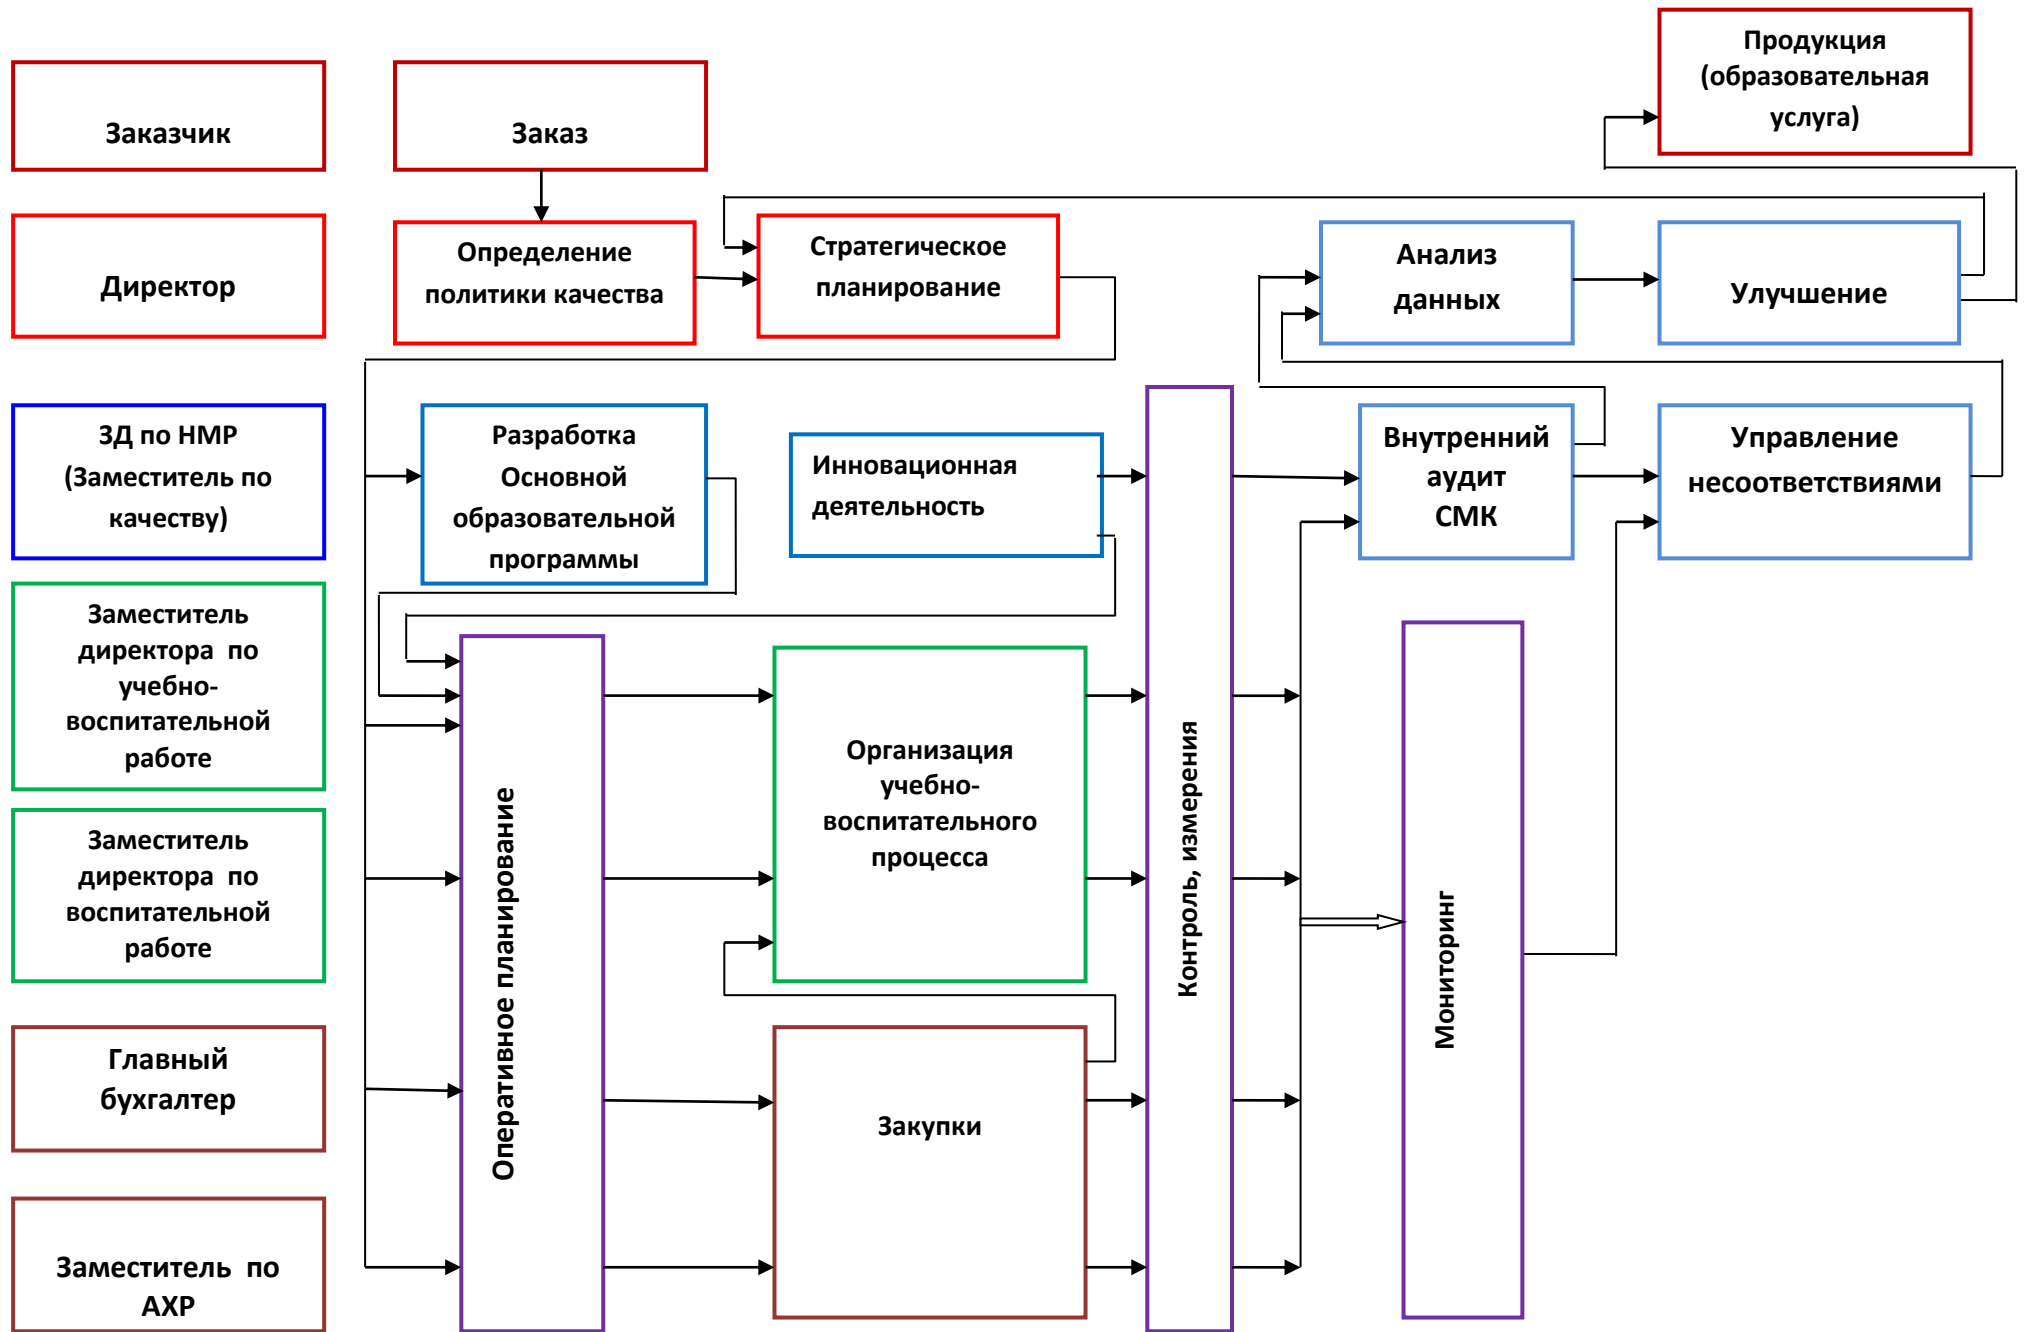 Продукция
(образовательная
услуга)
Заказчик
Заказ
Директор
Определение
политики качества
Стратегическое
планирование
Анализ
данных
Улучшение
ЗД по НМР
(Заместитель по
качеству)
Разработка
Основной
образовательной
программы
Инновационная
деятельность
Внутренний
аудит
СМК
Управление
несоответствиями
Заместитель
директора по
учебно-
воспитательной
работе
Оперативное планирование
Организация
учебно-
воспитательного
процесса
Контроль, измерения
Мониторинг
Заместитель
директора по
воспитательной
работе
Главный
бухгалтер
Закупки
Заместитель по
АХР